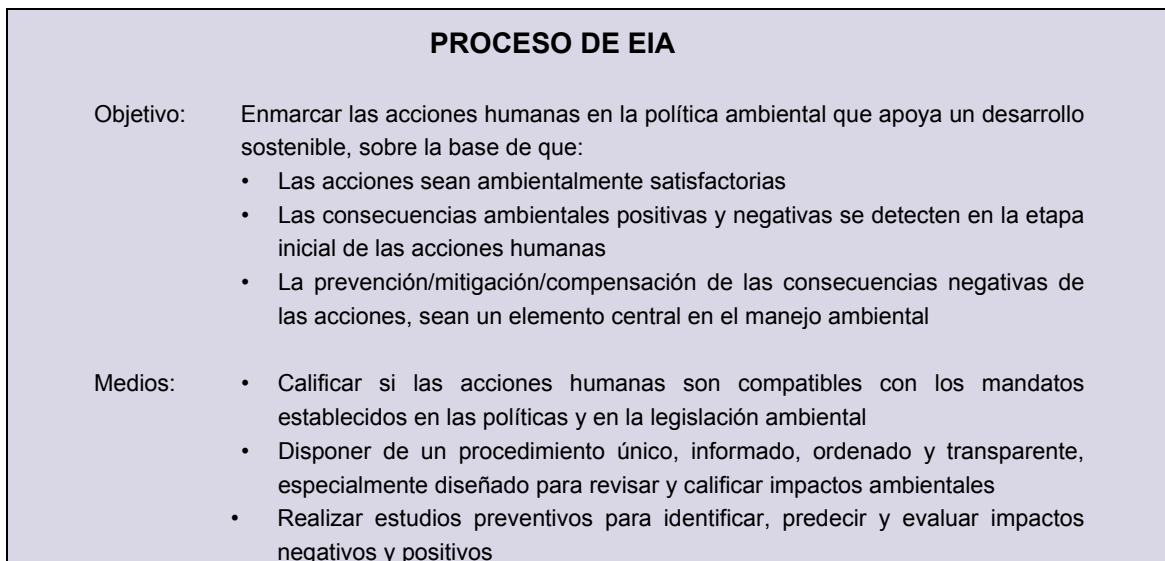 PROCESO DE EIA
Objetivo: Enmarcar las acciones humanas en la política ambiental que apoya un desarrollo
sostenible, sobre la base de que:
• Las acciones sean ambientalmente satisfactorias
• Las consecuencias ambientales positivas y negativas se detecten en la etapa
inicial de las acciones humanas
• La prevención/mitigación/compensación de las consecuencias negativas de
las acciones, sean un elemento central en el manejo ambiental
Medios: • Calificar si las acciones humanas son compatibles con los mandatos
establecidos en las políticas y en la legislación ambiental
• Disponer de un procedimiento único, informado, ordenado y transparente,
especialmente diseñado para revisar y calificar impactos ambientales
• Realizar estudios preventivos para identificar, predecir y evaluar impactos
negativos y positivos